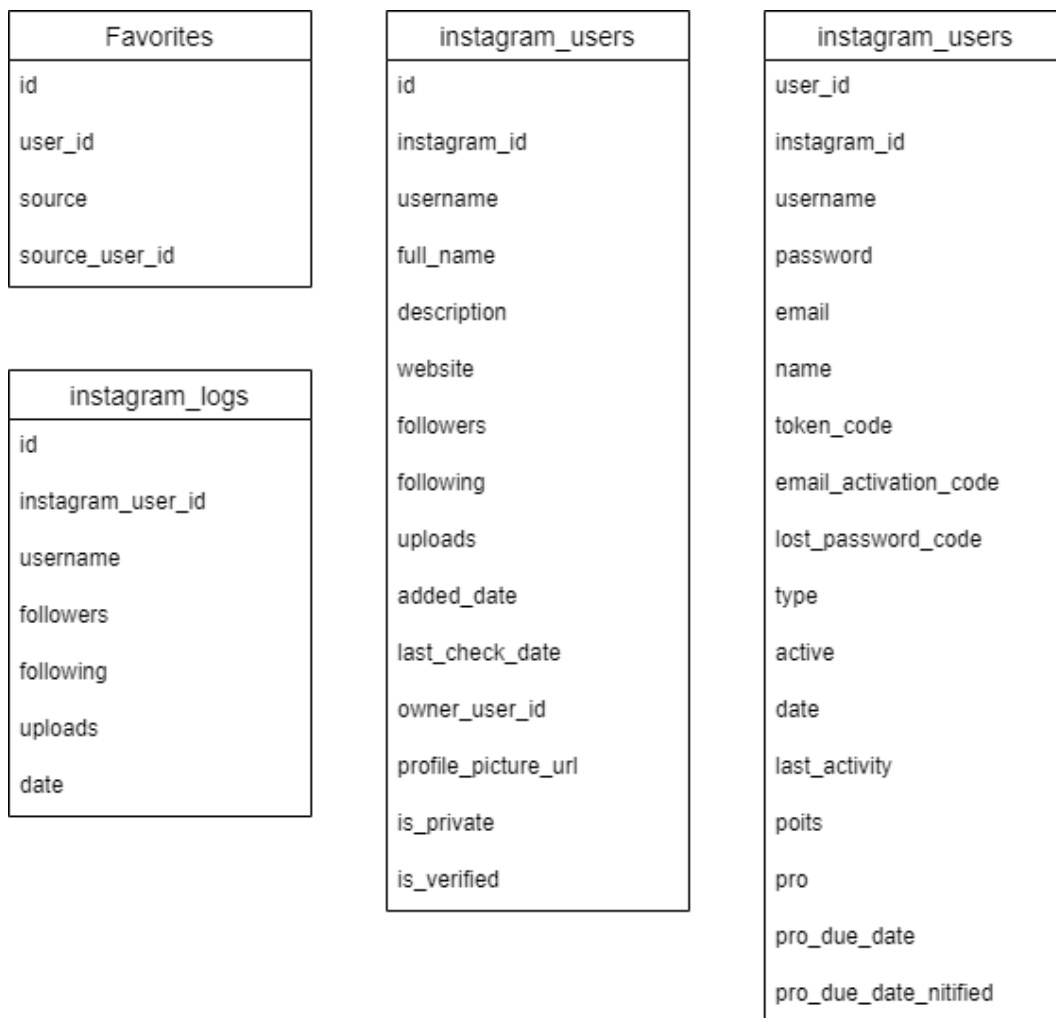 Favorites
id
user_id
source
source_user_id
instagram_logs
id
instagram_user_id
username
followers
following
uploads
date
instagram_users
id
instagram_id
username
full_name
description
website
followers
following
uploads
added_date
last_check_date
owner_user_id
profile_picture_url
is_private
is_verified
instagram_users
user_id
instagram_id
username
password
email
name
token_code
email_activation_code
lost_password_code
type
active
date
last_activity
poits
pro
pro_due_date
pro_due_date_nitified